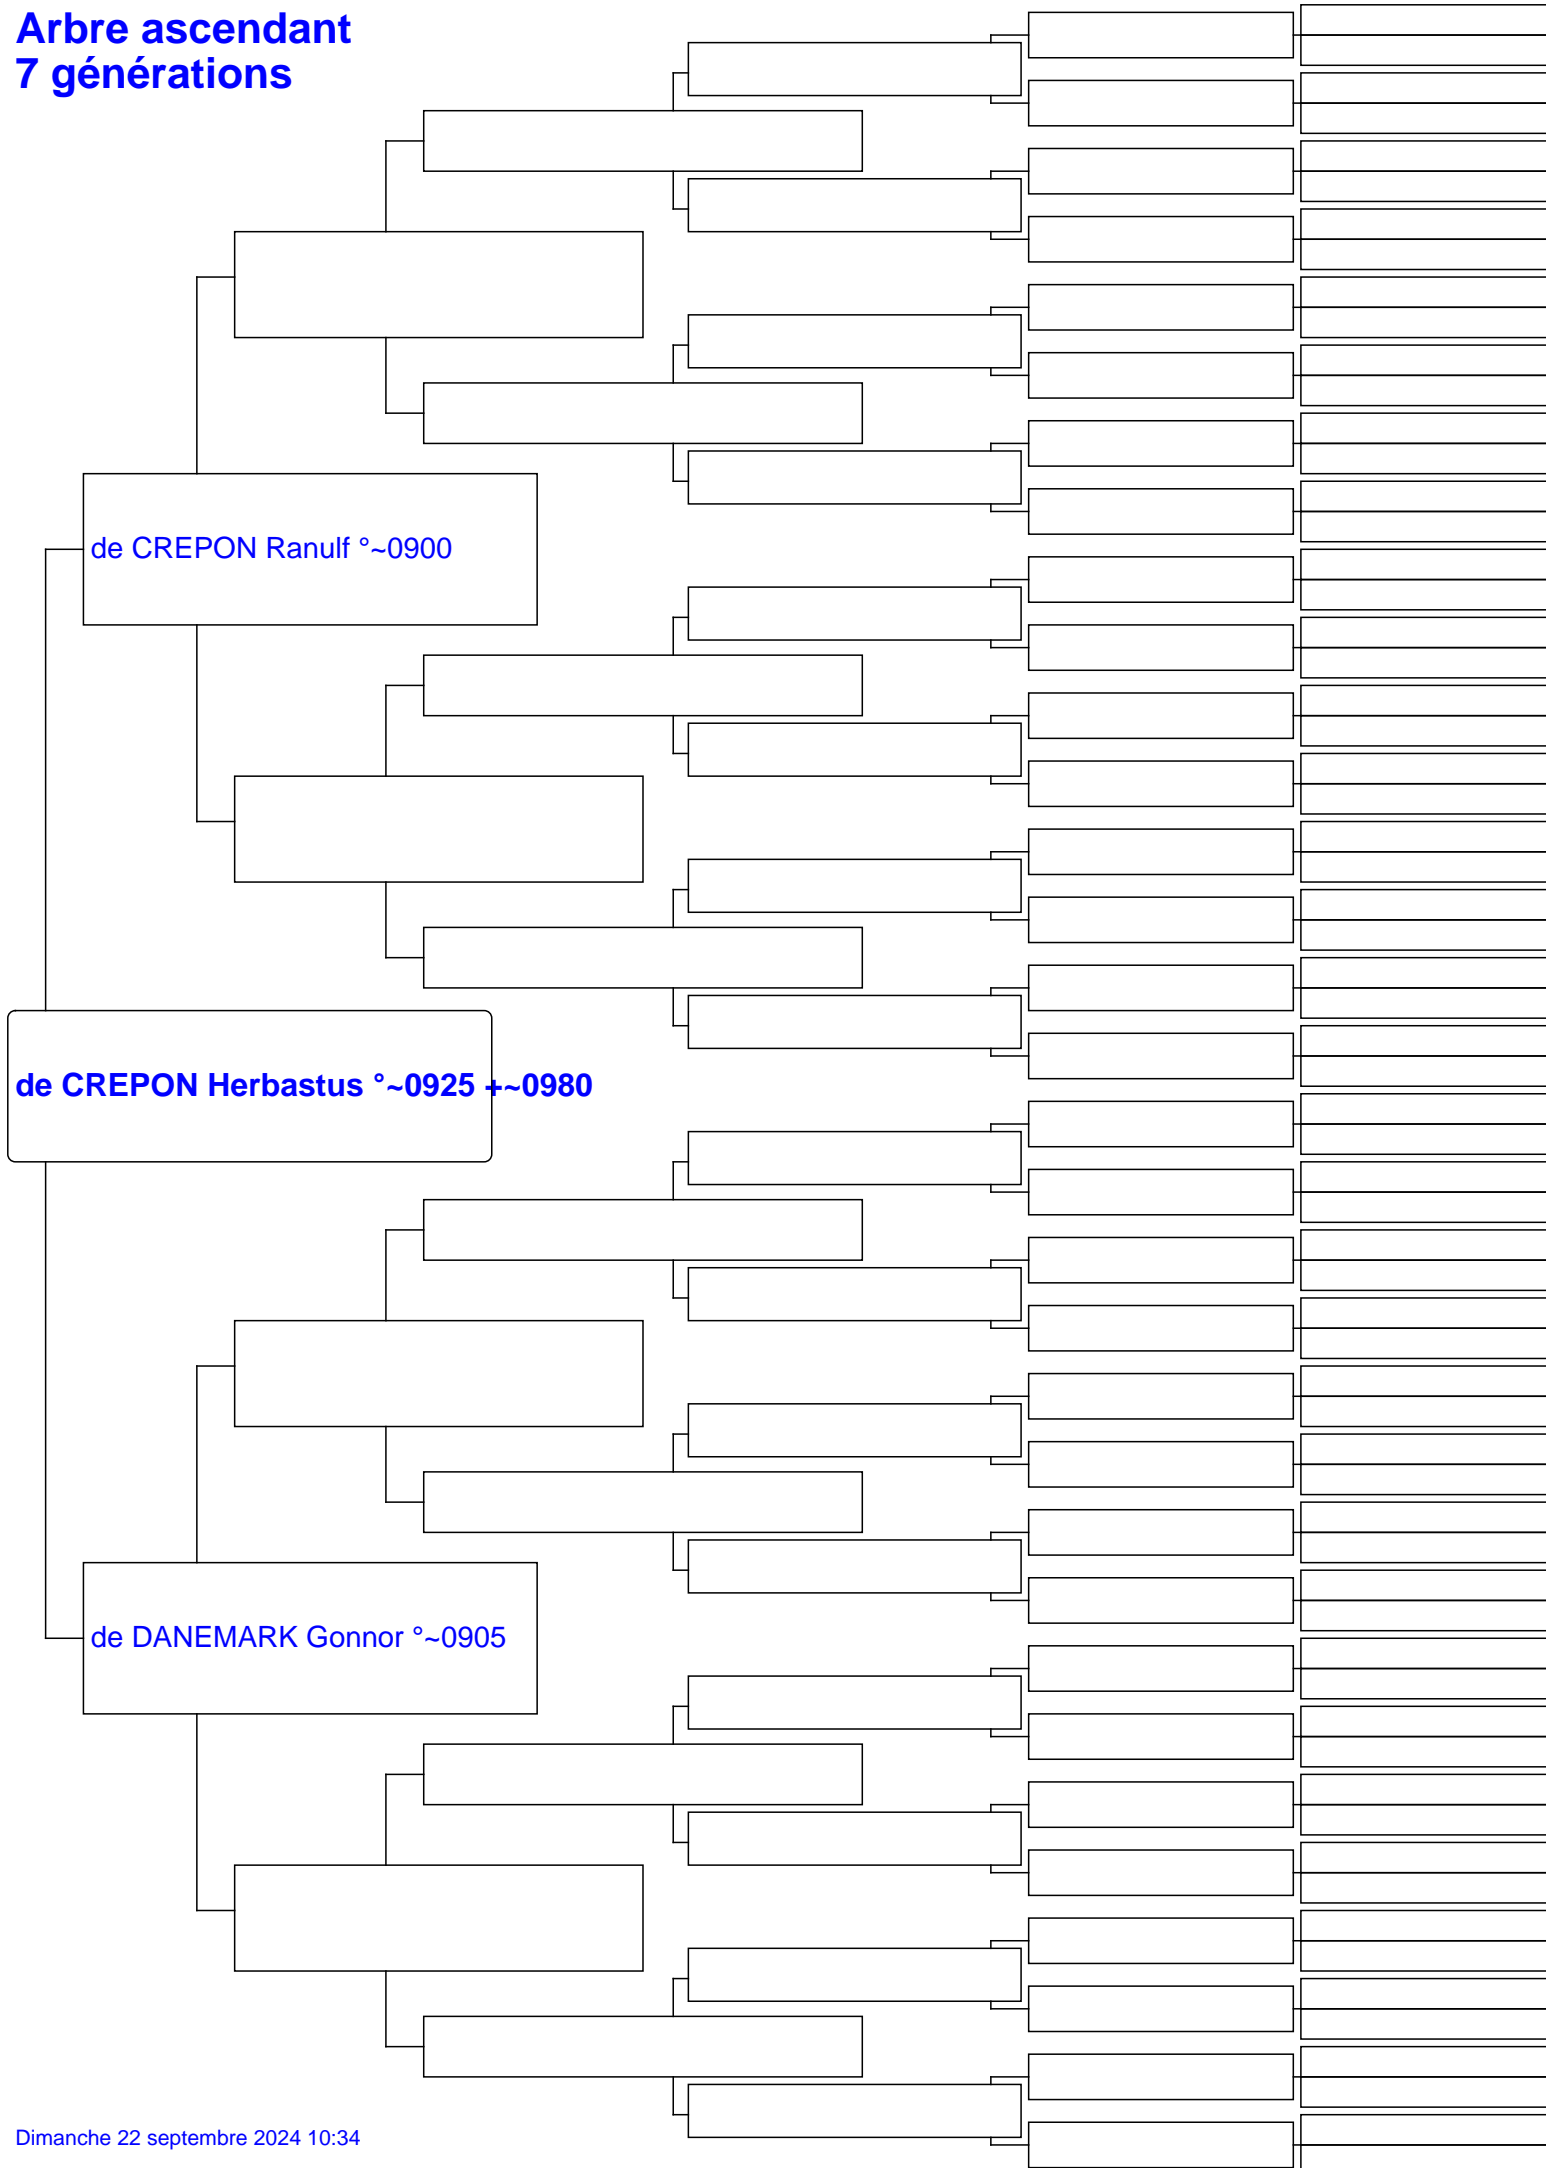 Arbre ascendant
7 générations
de CREPON Ranulf °~0900
de CREPON Herbastus °~0925 +~0980
de DANEMARK Gonnor °~0905
Dimanche 22 septembre 2024 10:34